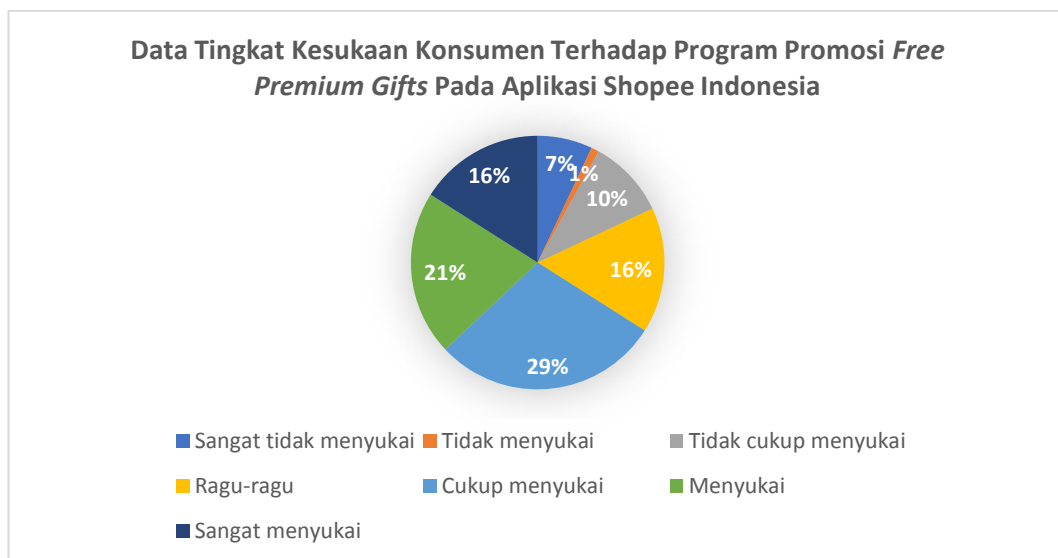 Data Tingkat Kesukaan Konsumen Terhadap Program Promosi Free
Premium Gifts Pada Aplikasi Shopee Indonesia
7%
1%
10%
16%
29%
21%
16%
Sangat tidak menyukai
Tidak menyukai
Tidak cukup menyukai
Ragu-ragu
Cukup menyukai
Menyukai
Sangat menyukai